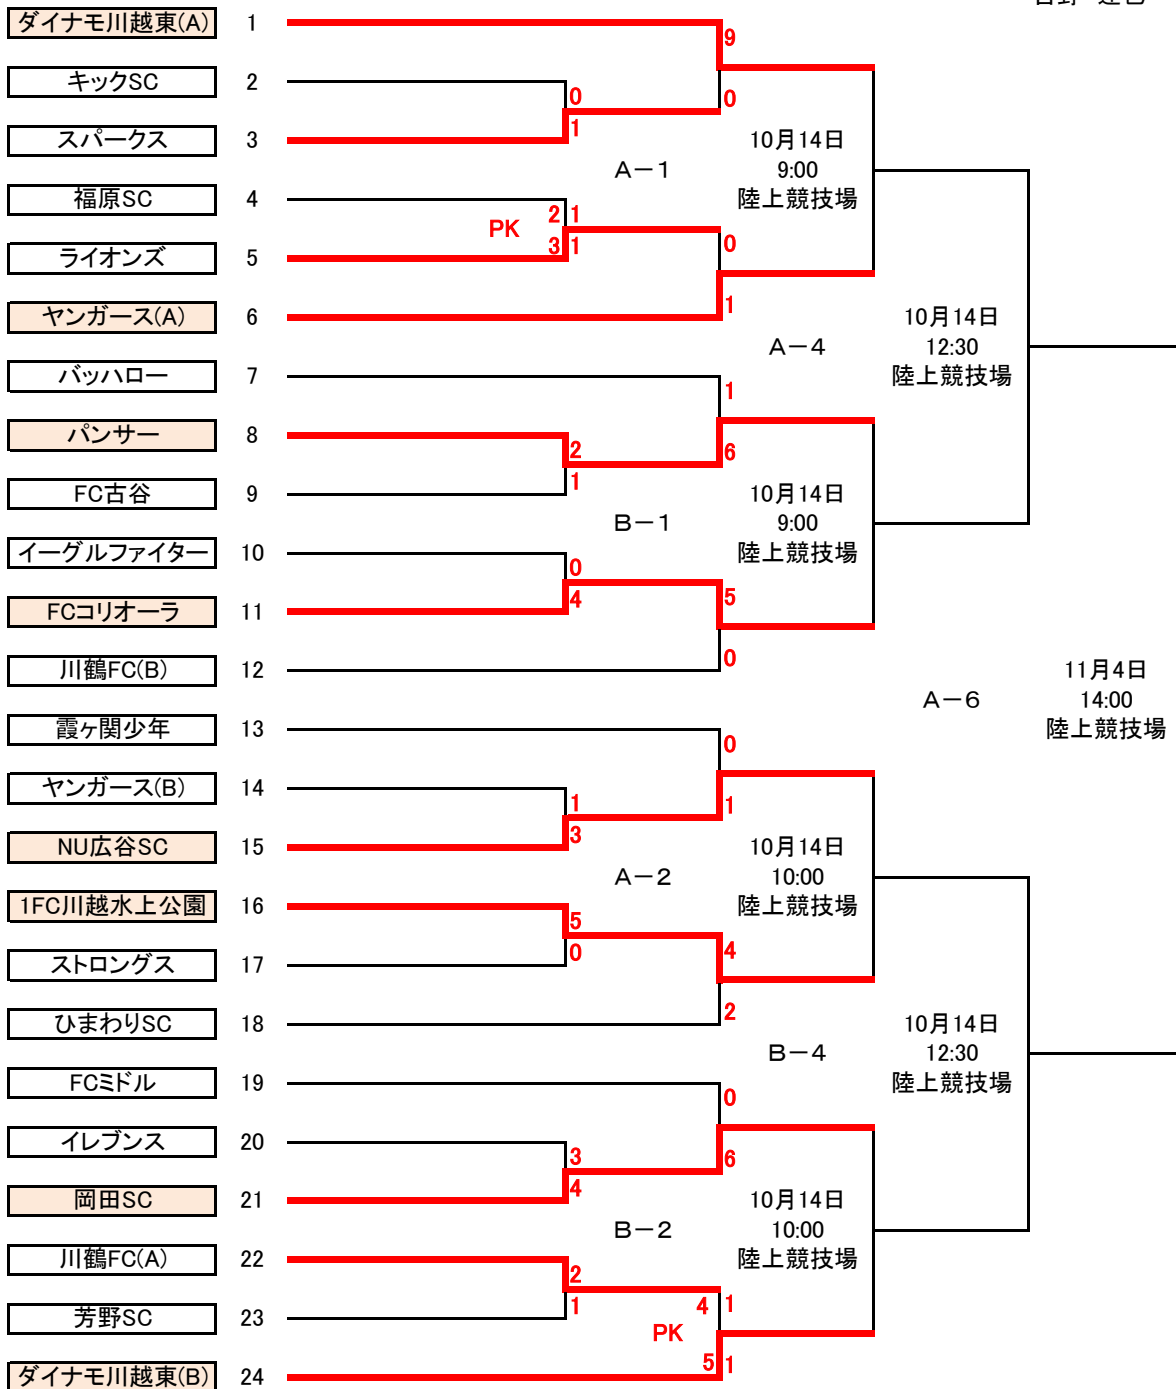 ダイナモ川越東(A) 1
9
キックSC 2
0
0
スパークス 3
1
10月14日
9:00
陸上競技場
A－1
福原SC 4
2 1
PK
ライオンズ 5
3 1
0
ヤンガース(A) 6
1
10月14日
12:30
陸上競技場
A－4
バッハロー 7
1
パンサー 8
2
6
FC古谷 9
1
10月14日
9:00
陸上競技場
B－1
イーグルファイター 10
0
FCコリオーラ 11
4
5
川鶴FC(B) 12
0
11月4日
14:00
陸上競技場
A－6
霞ヶ関少年 13
0
ヤンガース(B) 14
1
1
NU広谷SC 15
3
10月14日
10:00
陸上競技場
A－2
1FC川越水上公園 16
5
ストロングス 17
0
4
ひまわりSC 18
2
10月14日
12:30
陸上競技場
B－4
FCミドル 19
0
イレブンス 20
3
6
岡田SC 21
4
10月14日
10:00
陸上競技場
B－2
川鶴FC(A) 22
2
芳野SC 23
1
4 1
PK
5 1
ダイナモ川越東(B) 24